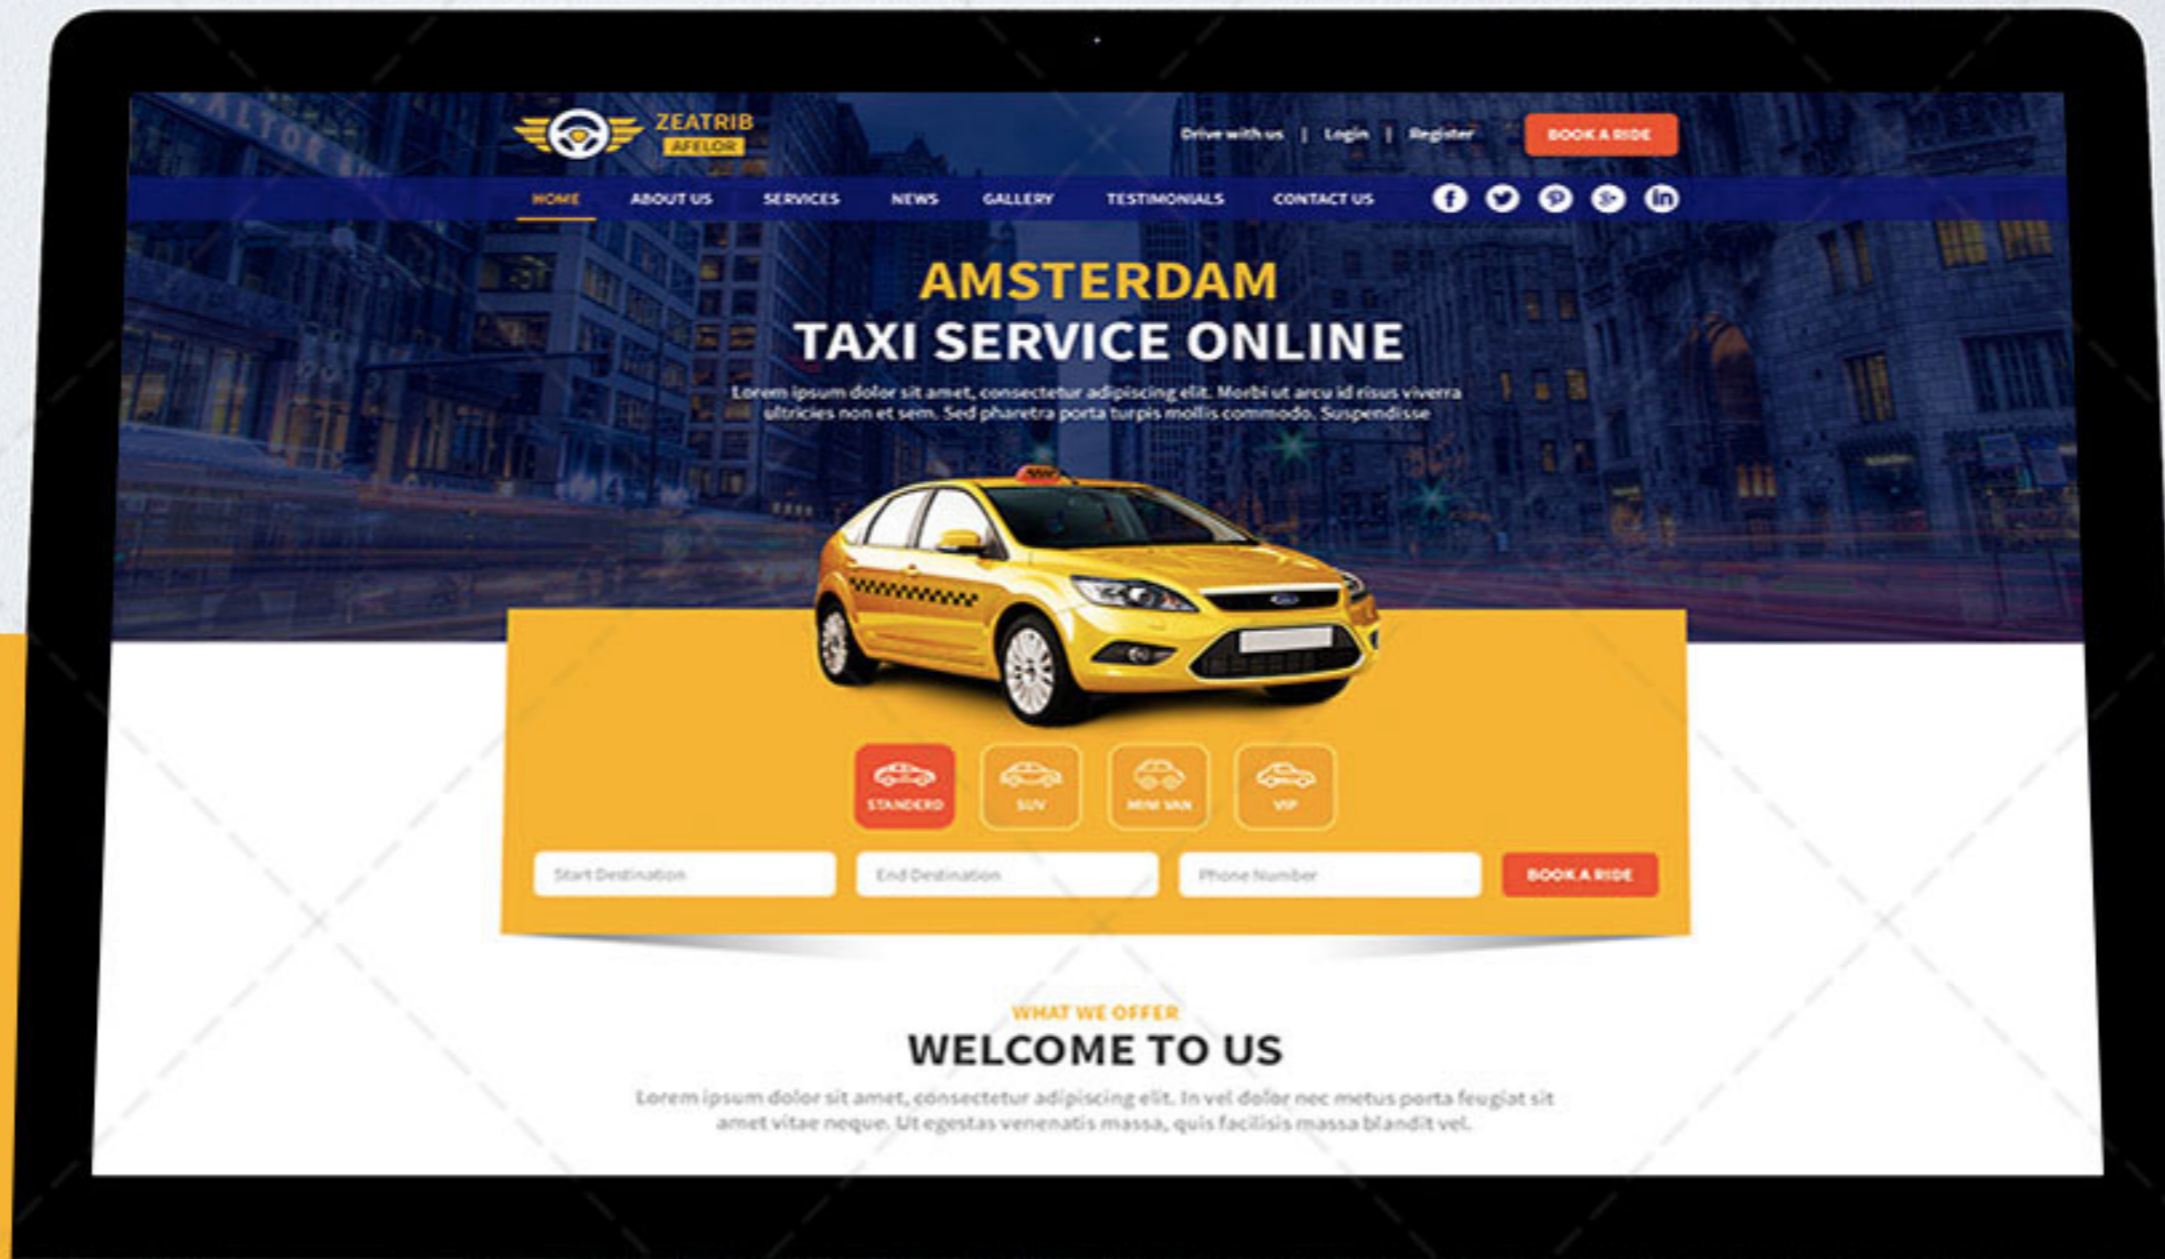 ZEATRIB
AFELOR
Drive with us | Login | Register
BOOK A RIDE
HOME ABOUT US SERVICES NEWS GALLERY TESTIMONIALS CONTACT US
AMSTERDAM
TAXI SERVICE ONLINE
Lorem ipsum dolor sit amet, consectetur adipiscing elit. Morbi ut arcu id risus viverra
ultricies non et sem. Sed pharetra porta turpis mollis commodo. Suspendisse
STANDERD SUV MINI VAN VIP
Start Destination End Destination Phone Number BOOK A RIDE
WHAT WE OFFER
WELCOME TO US
Lorem ipsum dolor sit amet, consectetur adipiscing elit. In vel dolor nec metus porta feugiat sit
amet vitae neque. Ut egestas venenatis massa, quis facilisis massa blandit vel.